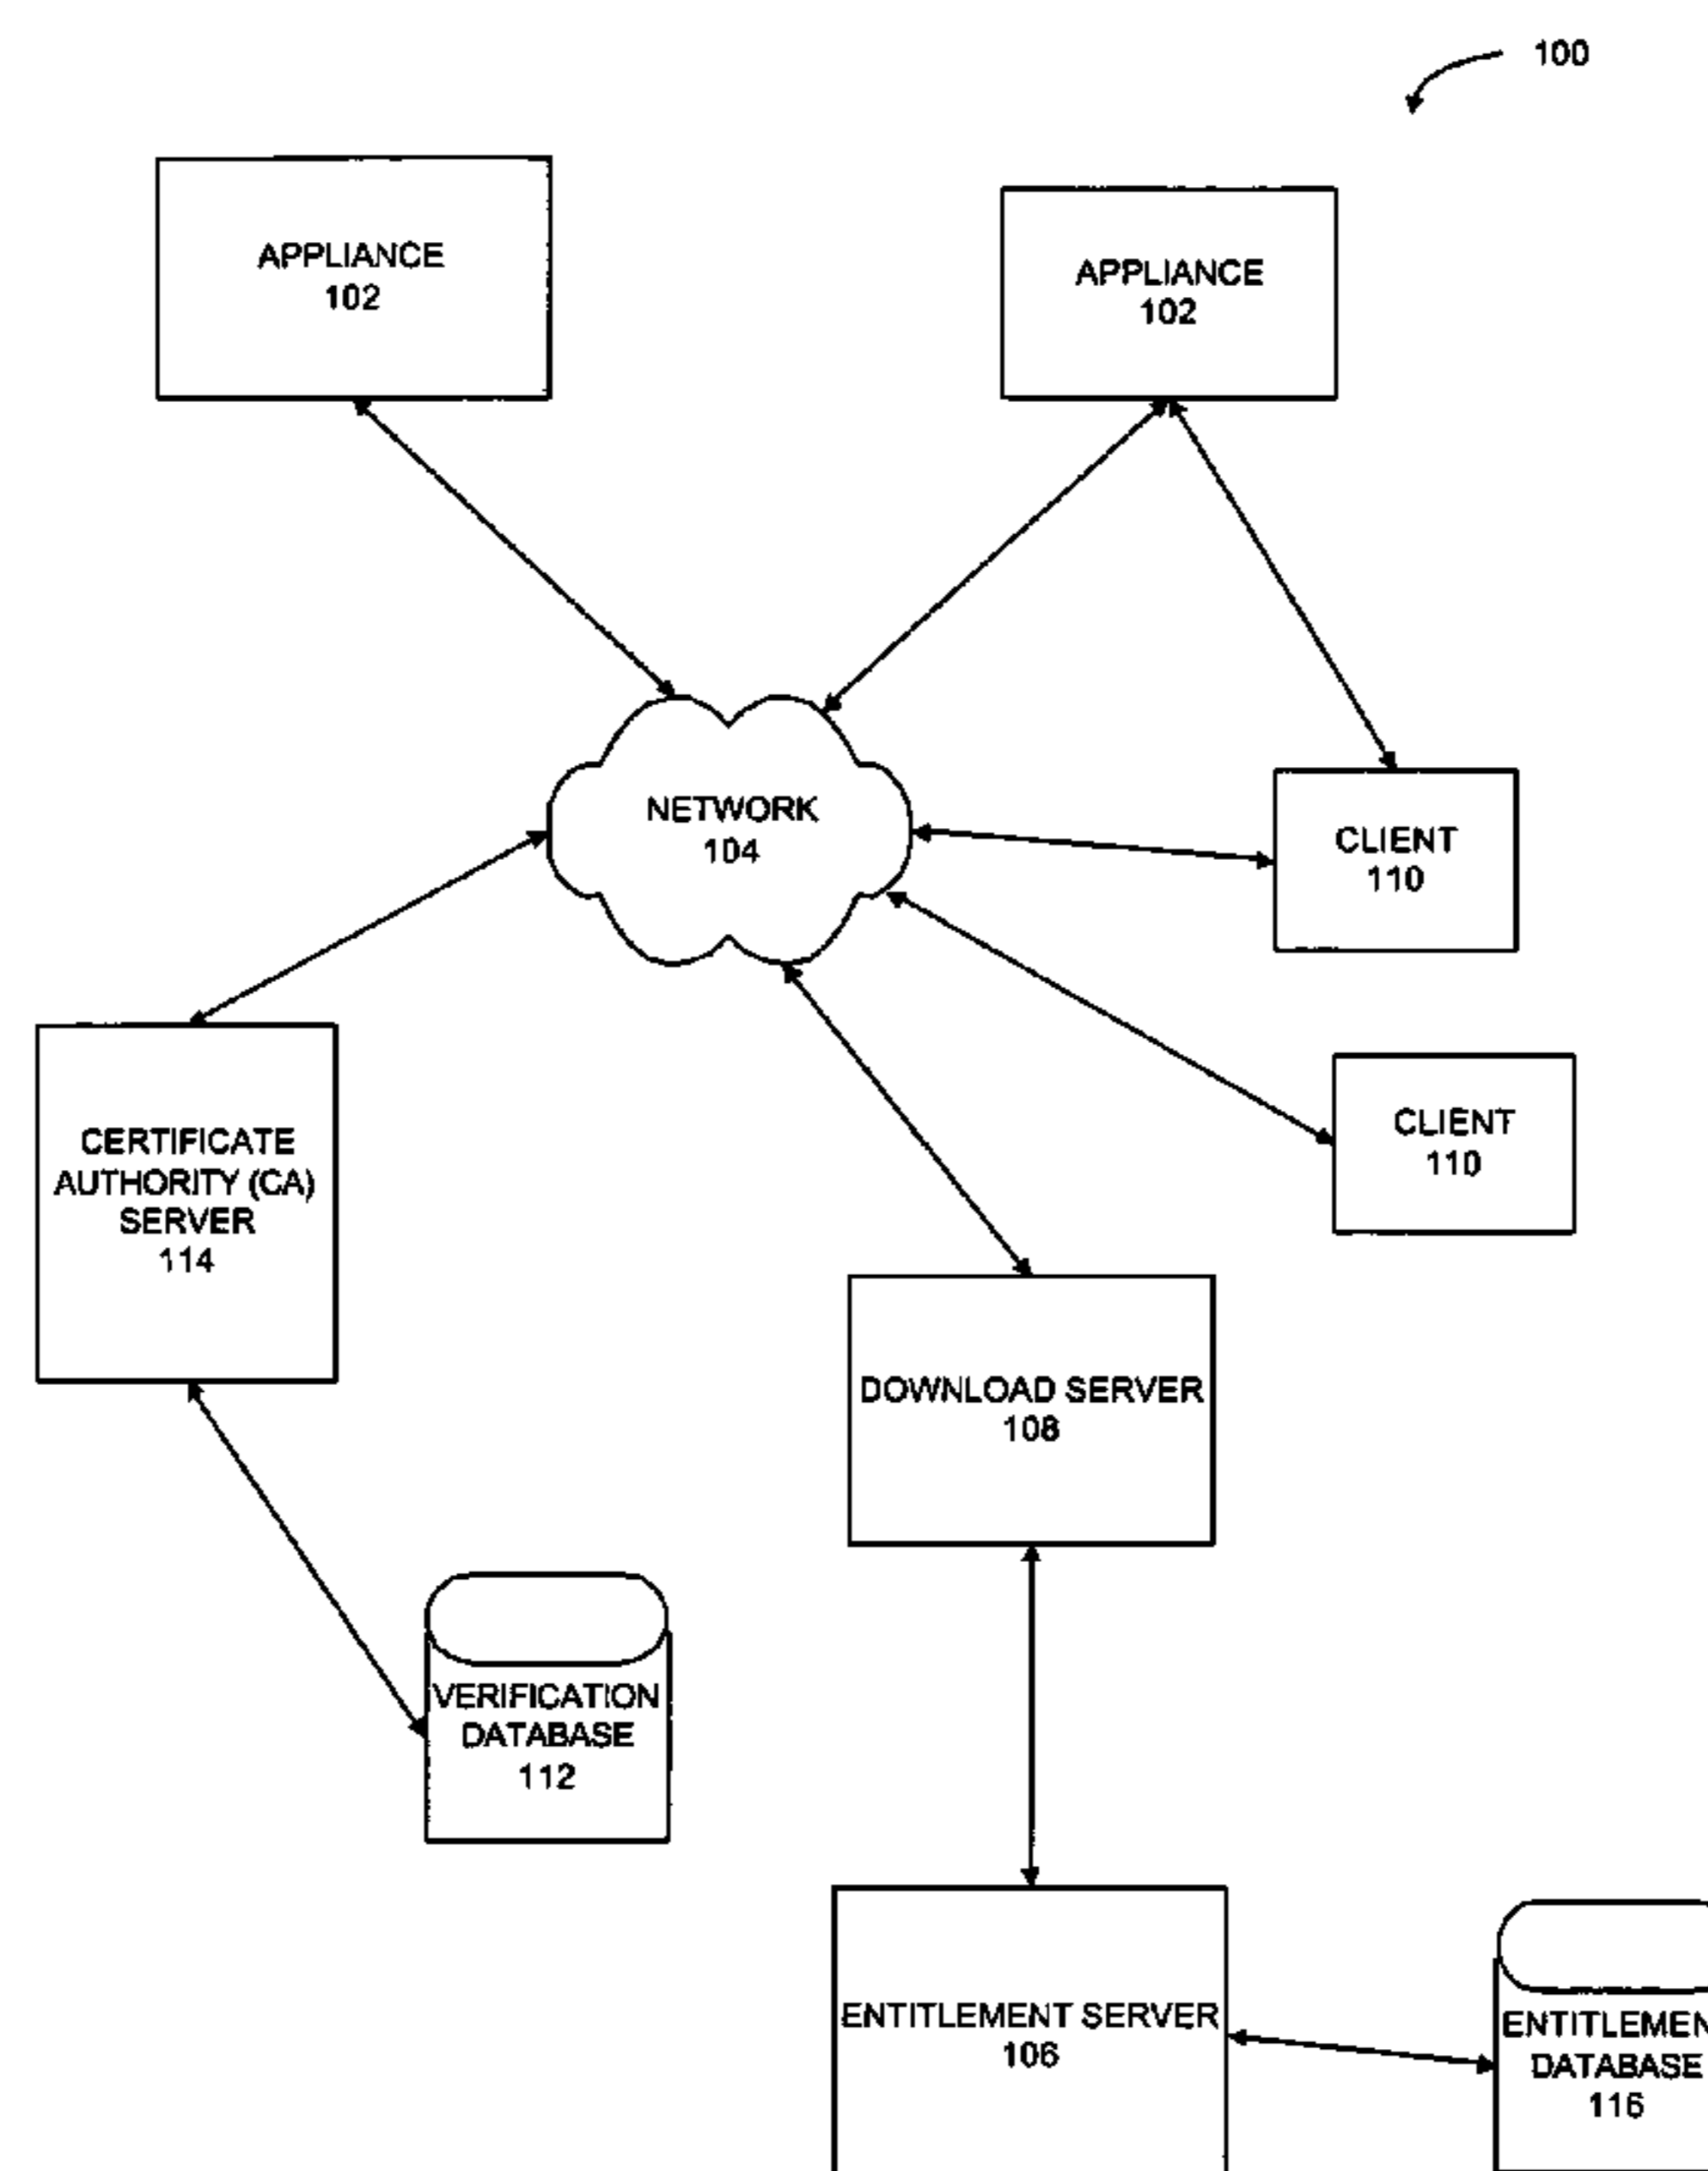 100
APPLIANCE
102
APPLIANCE
102
NETWORK
104
CLIENT
110
CLIENT
110
CERTIFICATE
AUTHORITY (CA)
SERVER
114
DOWNLOAD SERVER
108
VERIFICATION
DATABASE
112
ENTITLEMENT SERVER
106
ENTITLEMEN
DATABASE
116